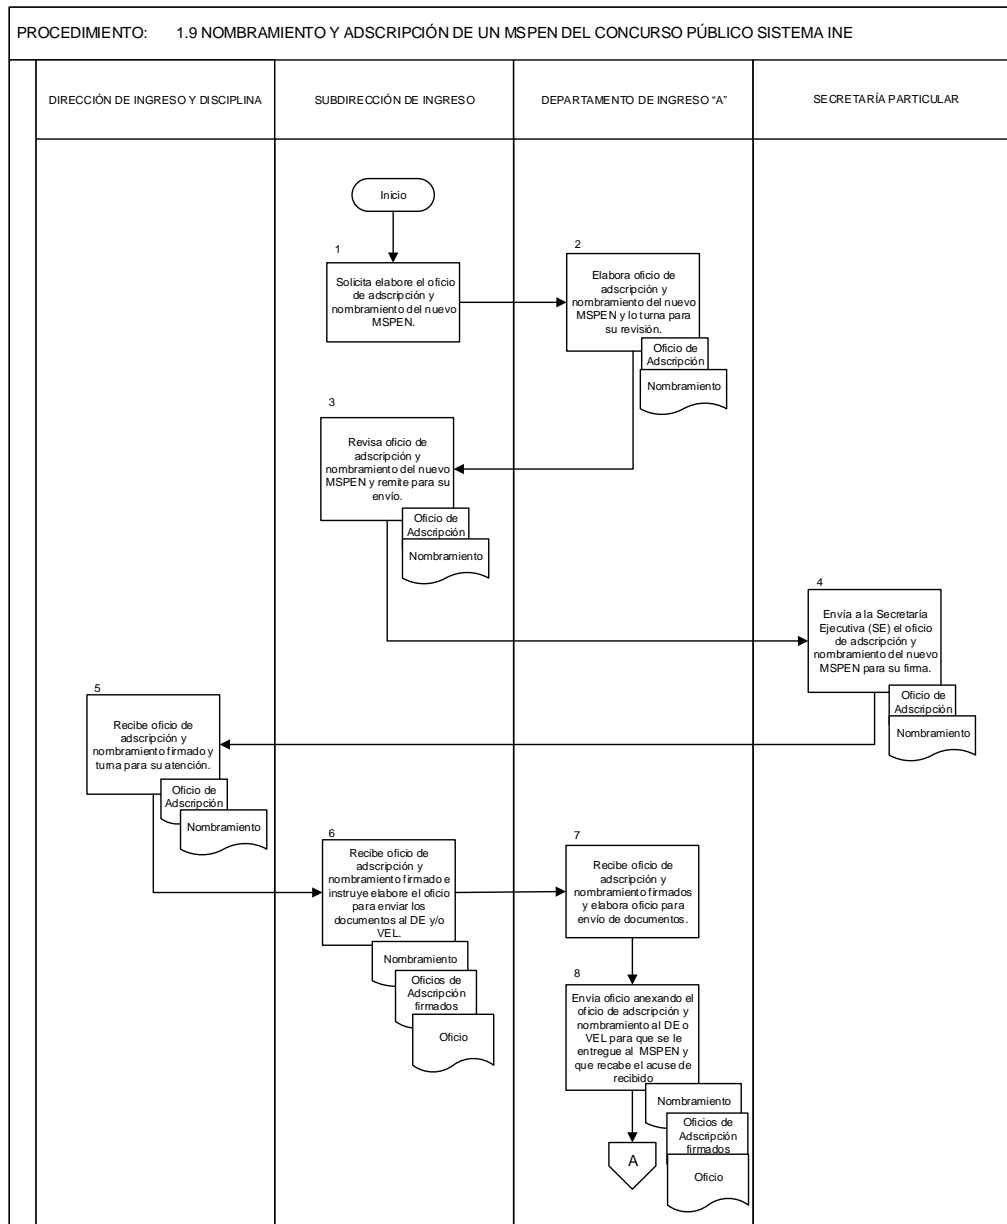 PROCEDIMIENTO: 1.9 NOMBRAMIENTO Y ADSCRIPCIÓN DE UN MSPEN DEL CONCURSO PÚBLICO SISTEMA INE
DIRECCIÓN DE INGRESO Y DISCIPLINA
SUBDIRECCIÓN DE INGRESO
DEPARTAMENTO DE INGRESO "A"
SECRETARÍA PARTICULAR
Inicio
1
Solicita elabore el oficio
de adscripción y
nombramiento del nuevo
MSPEN.
2
Elabora oficio de
adscripción y
nombramiento del nuevo
MSPEN y lo turna para
su revisión.
Oficio de
Adscripción
Nombramiento
3
Revisa oficio de
adscripción y
nombramiento del nuevo
MSPEN y remite para su
envío.
Oficio de
Adscripción
Nombramiento
4
Envía a la Secretaría
Ejecutiva (SE) el oficio
de adscripción y
nombramiento del nuevo
MSPEN para su firma.
Oficio de
Adscripción
Nombramiento
5
Recibe oficio de
adscripción y
nombramiento firmado y
turna para su atención.
Oficio de
Adscripción
Nombramiento
6
Recibe oficio de
adscripción y
nombramiento firmado e
instruye elabore el oficio
para enviar los
documentos al DE y/o
VEL.
Nombramiento
Oficios de
Adscripción
firmados
Oficio
7
Recibe oficio de
adscripción y
nombramiento firmados
y elabora oficio para
envío de documentos.
8
Envía oficio anexando el
oficio de adscripción y
nombramiento al DE o
VEL para que se le
entregue al MSPEN y
que recabe el acuse de
recibido
Nombramiento
Oficios de
Adscripción
firmados
Oficio
A